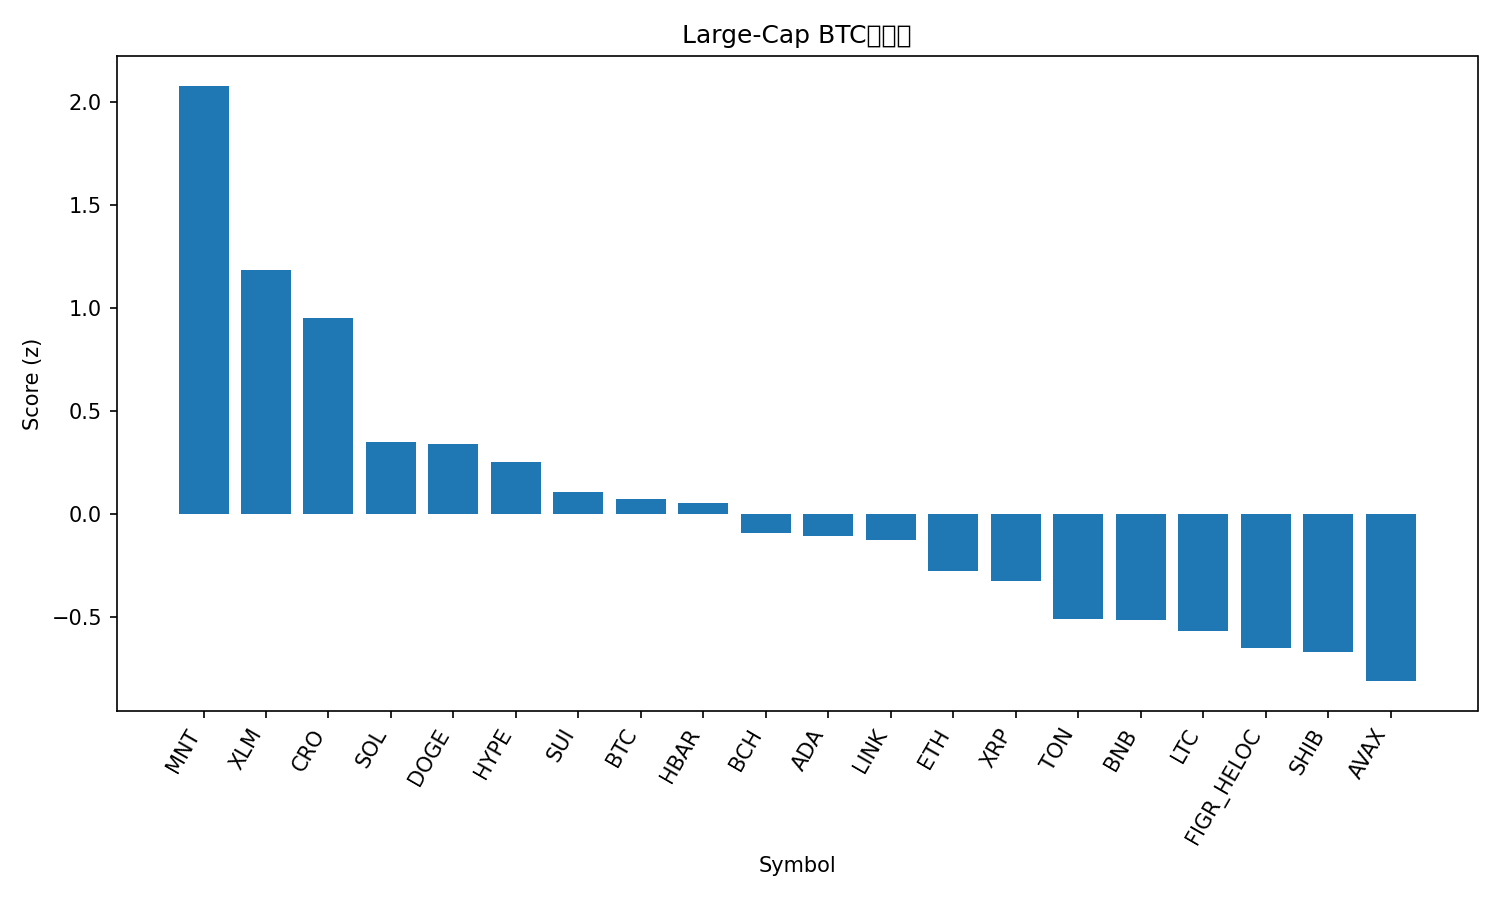 Large-Cap BTC
Score (z)
2.0
1.5
1.0
0.5
0.0
−0.5
MNT
XLM
CRO
SOL
DOGE
HYPE
SUI
BTC
HBAR
BCH
ADA
LINK
ETH
XRP
TON
BNB
LTC
FIGR_HELOC
SHIB
AVAX
Symbol